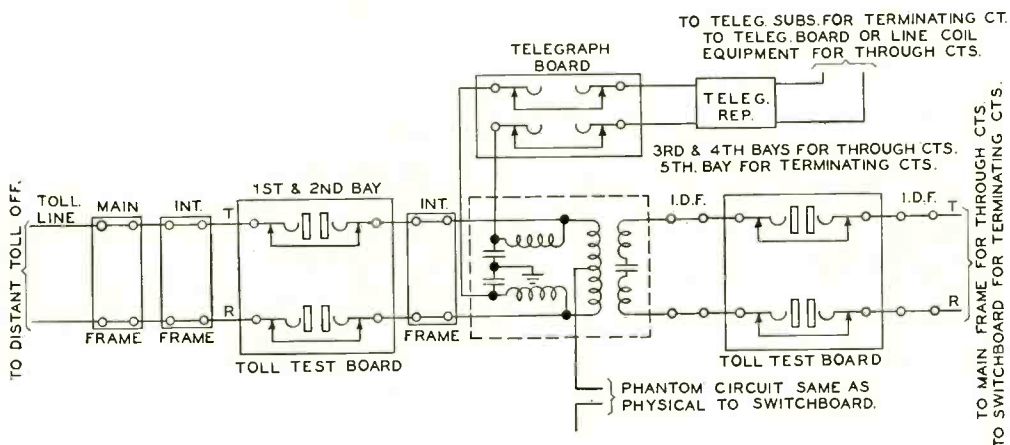 TO TELEG. SUBS. FOR TERMINATING CT.
TO TELEG. BOARD OR LINE COIL
EQUIPMENT FOR THROUGH CTS.
TELEGRAPH
BOARD
TELEG.
REP.
3RD & 4TH BAYS FOR THROUGH CTS.
5TH. BAY FOR TERMINATING CTS.
TO DISTANT TOLL OFF.
TOLL.
LINE
MAIN
FRAME
INT.
FRAME
T
R
1ST & 2ND BAY
TOLL TEST BOARD
INT.
FRAME
I.D.F.
TOLL TEST BOARD
I.D.F.
T
R
TO MAIN FRAME FOR THROUGH CTS.
TO SWITCHBOARD FOR TERMINATING CTS.
PHANTOM CIRCUIT SAME AS
PHYSICAL TO SWITCHBOARD.